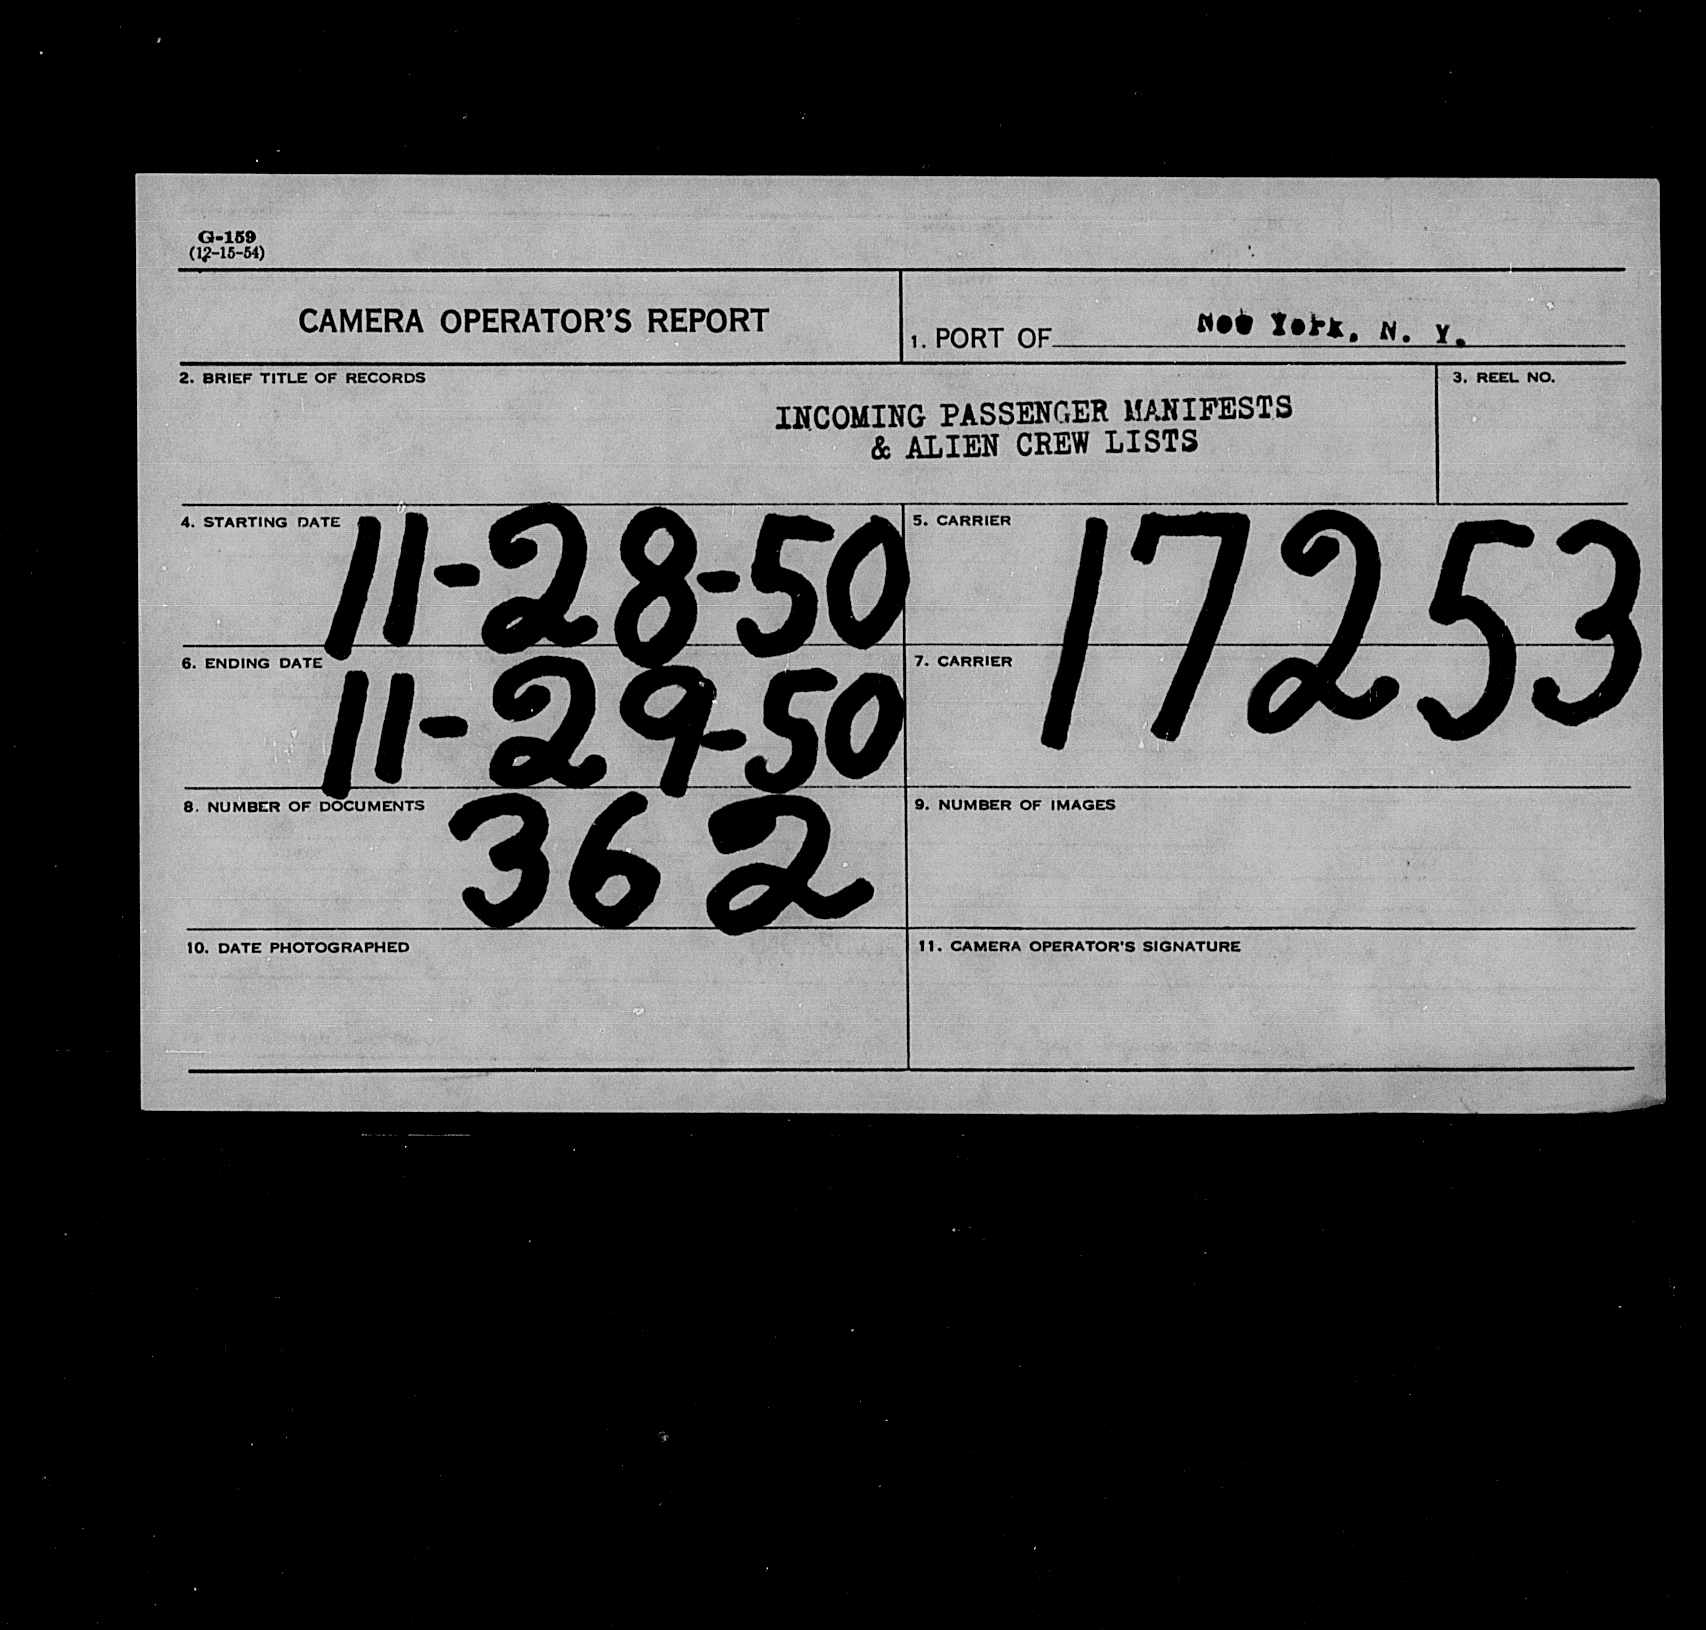 G-159
(12-15-54)
CAMERA OPERATOR'S REPORT
1. PORT OF New York, N. Y.
2. BRIEF TITLE OF RECORDS
INCOMING PASSENGER MANIFESTS
& ALIEN CREW LISTS
3. REEL NO.
4. STARTING DATE 11-28-50
5. CARRIER 17253
6. ENDING DATE 11-29-50
7. CARRIER
8. NUMBER OF DOCUMENTS 362
9. NUMBER OF IMAGES
10. DATE PHOTOGRAPHED
11. CAMERA OPERATOR'S SIGNATURE